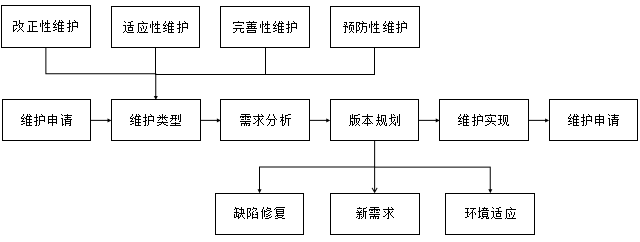 改正性维护 适应性维护 完善性维护 预防性维护
维护申请 维护类型 需求分析 版本规划 维护实现 维护申请
缺陷修复 新需求 环境适应